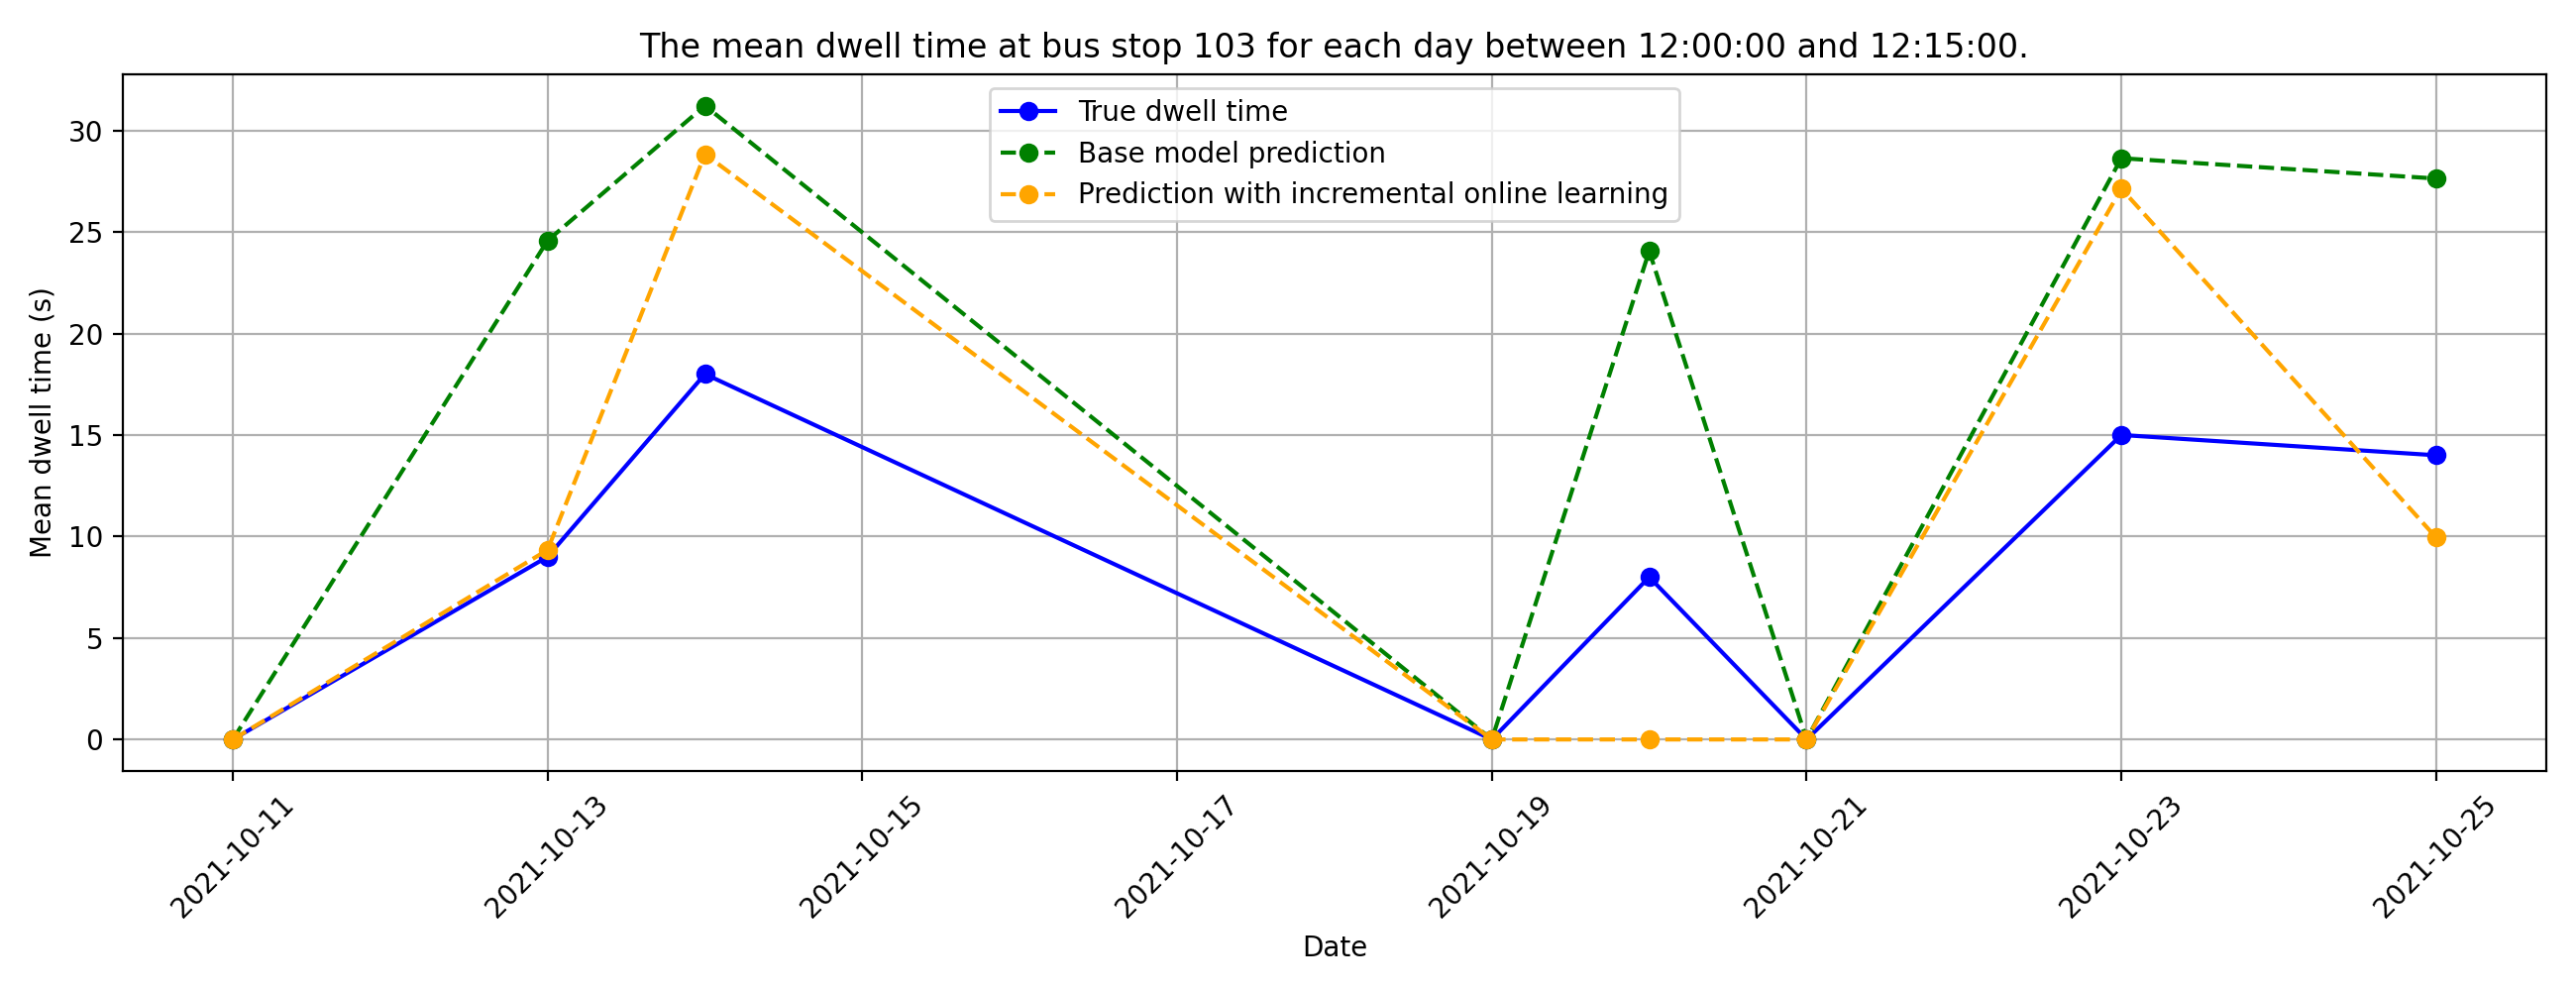 The mean dwell time at bus stop 103 for each day between 12:00:00 and 12:15:00.
True dwell time
Base model prediction
Prediction with incremental online learning
Mean dwell time (s)
30
25
20
15
10
5
0
2021-10-11
2021-10-13
2021-10-15
2021-10-17
2021-10-19
2021-10-21
2021-10-23
2021-10-25
Date